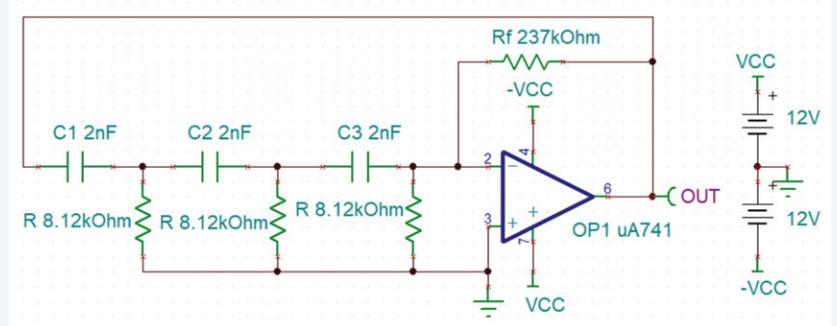 Rf 237kOhm
-VCC
VCC
+
12V
C1 2nF
C2 2nF
C3 2nF
2
4
-
6
OUT
+
12V
R 8.12kOhm
R 8.12kOhm
R 8.12kOhm
3
+
+
7
OP1 uA741
VCC
-VCC